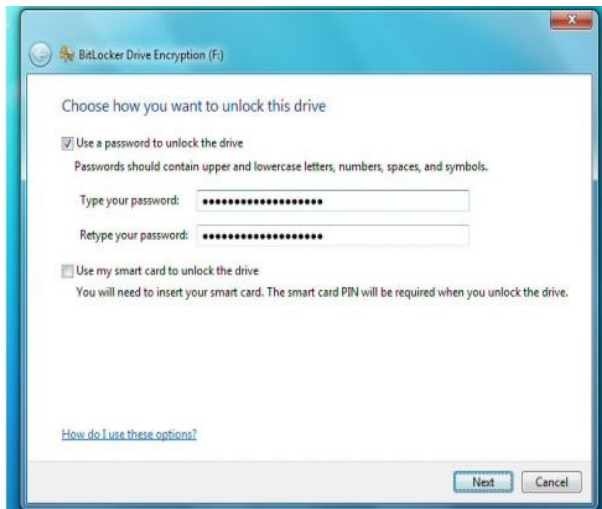 BitLocker Drive Encryption (F:)
Choose how you want to unlock this drive
Use a password to unlock the drive
Passwords should contain upper and lowercase letters, numbers, spaces, and symbols.
Type your password: ●●●●●●●●●●●●●●●●●●●
Retype your password: ●●●●●●●●●●●●●●●●●●●
Use my smart card to unlock the drive
You will need to insert your smart card. The smart card PIN will be required when you unlock the drive.
How do I use these options?
Next Cancel